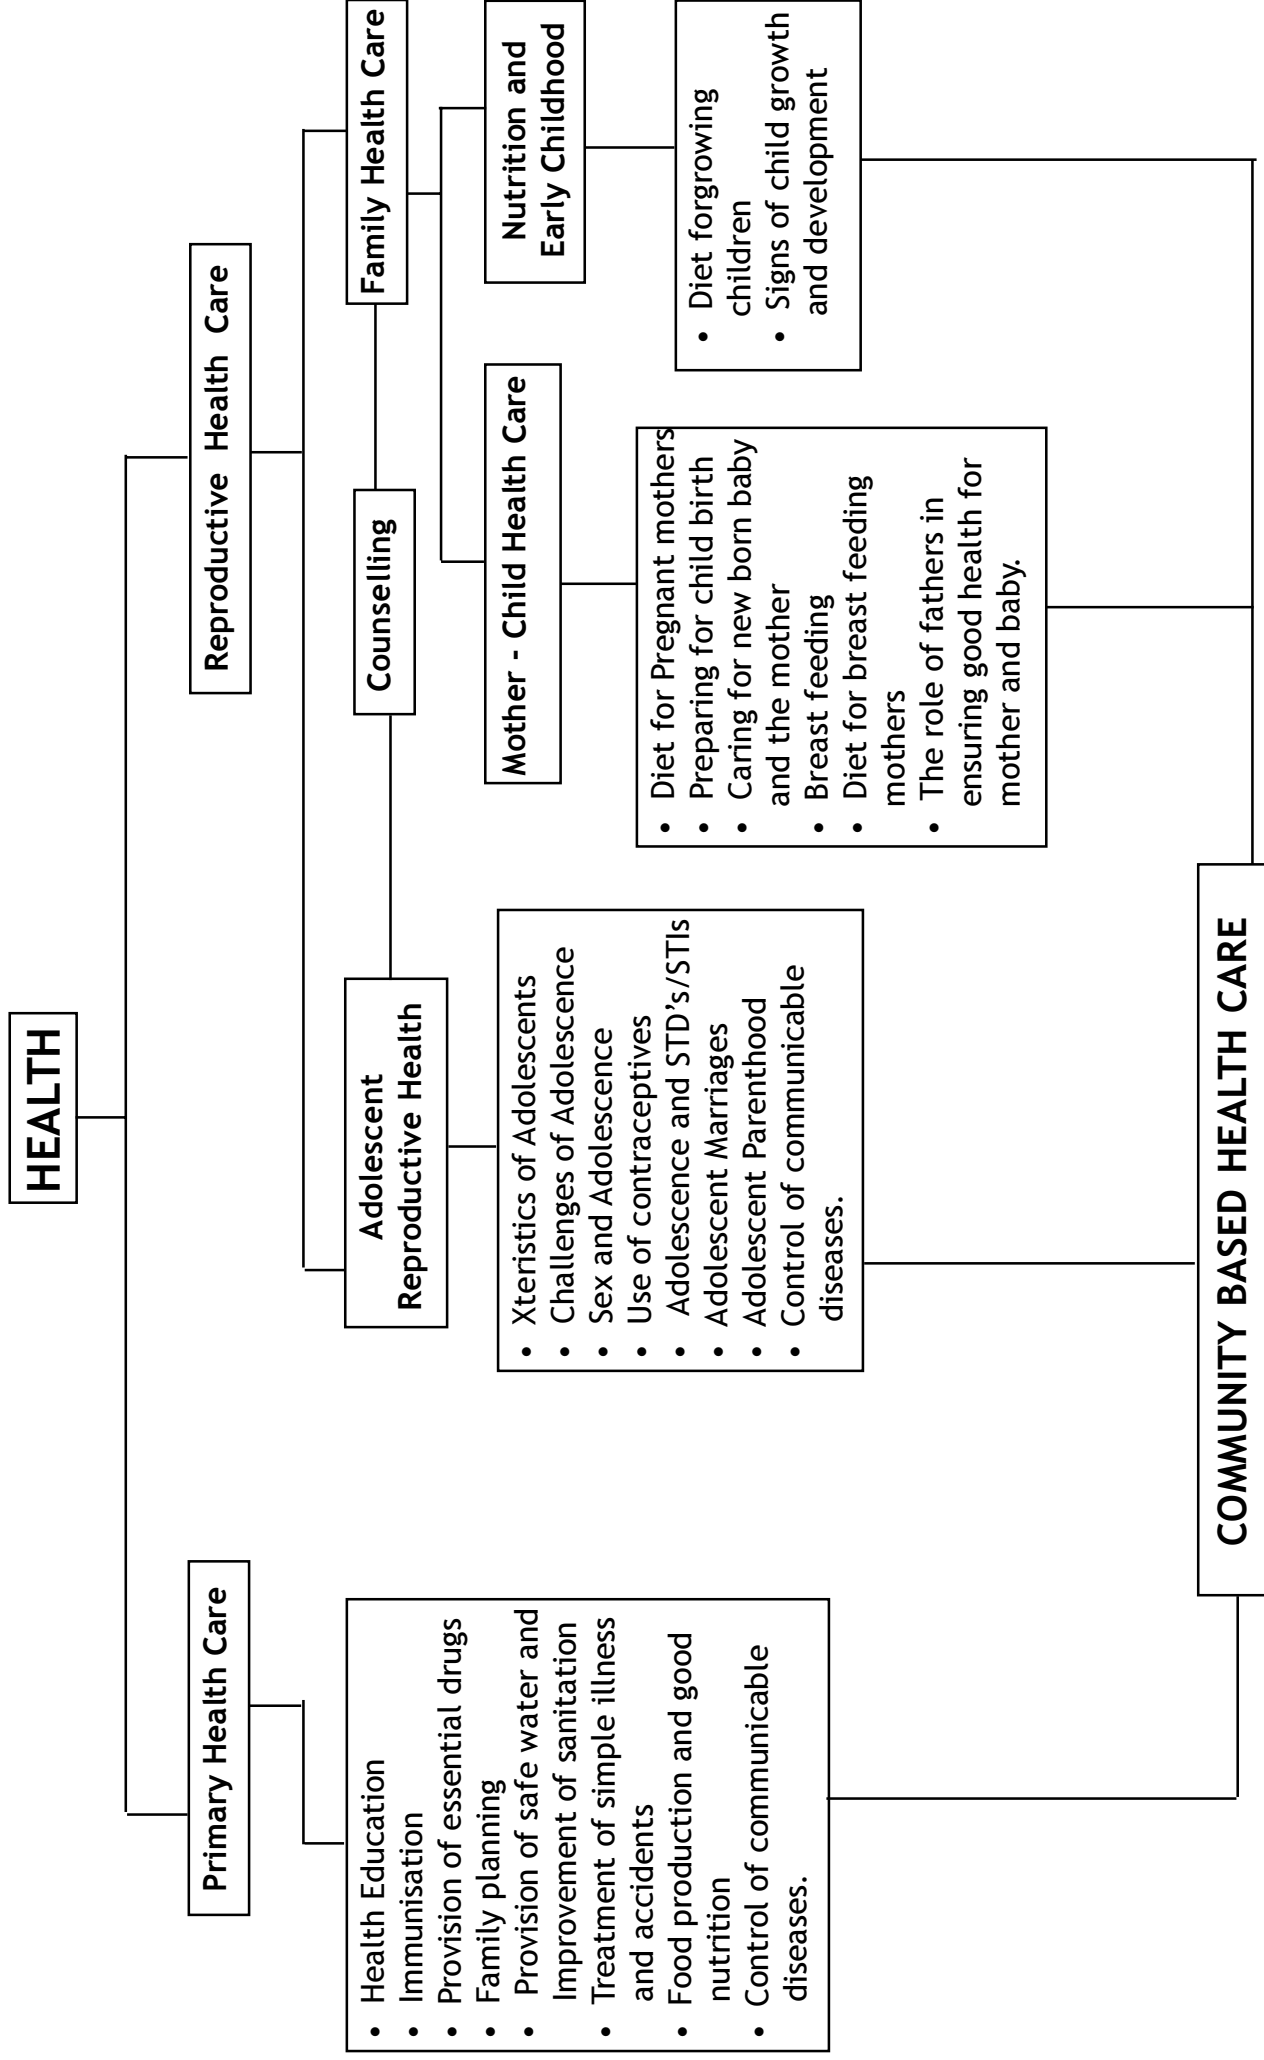 HEALTH
Primary Health Care
Reproductive Health Care
• Health Education
• Immunisation
• Provision of essential drugs
• Family planning
• Provision of safe water and
Improvement of sanitation
• Treatment of simple illness
and accidents
• Food production and good
nutrition
• Control of communicable
diseases.
Adolescent
Reproductive Health
Counselling
Family Health Care
• Xteristics of Adolescents
• Challenges of Adolescence
• Sex and Adolescence
• Use of contraceptives
• Adolescence and STD's/STIs
• Adolescent Marriages
• Adolescent Parenthood
• Control of communicable
diseases.
Mother - Child Health Care
Nutrition and
Early Childhood
• Diet for Pregnant mothers
• Preparing for child birth
• Caring for new born baby
and the mother
• Breast feeding
• Diet for breast feeding
mothers
• The role of fathers in
ensuring good health for
mother and baby.
• Diet forgrowing
children
• Signs of child growth
and development
COMMUNITY BASED HEALTH CARE